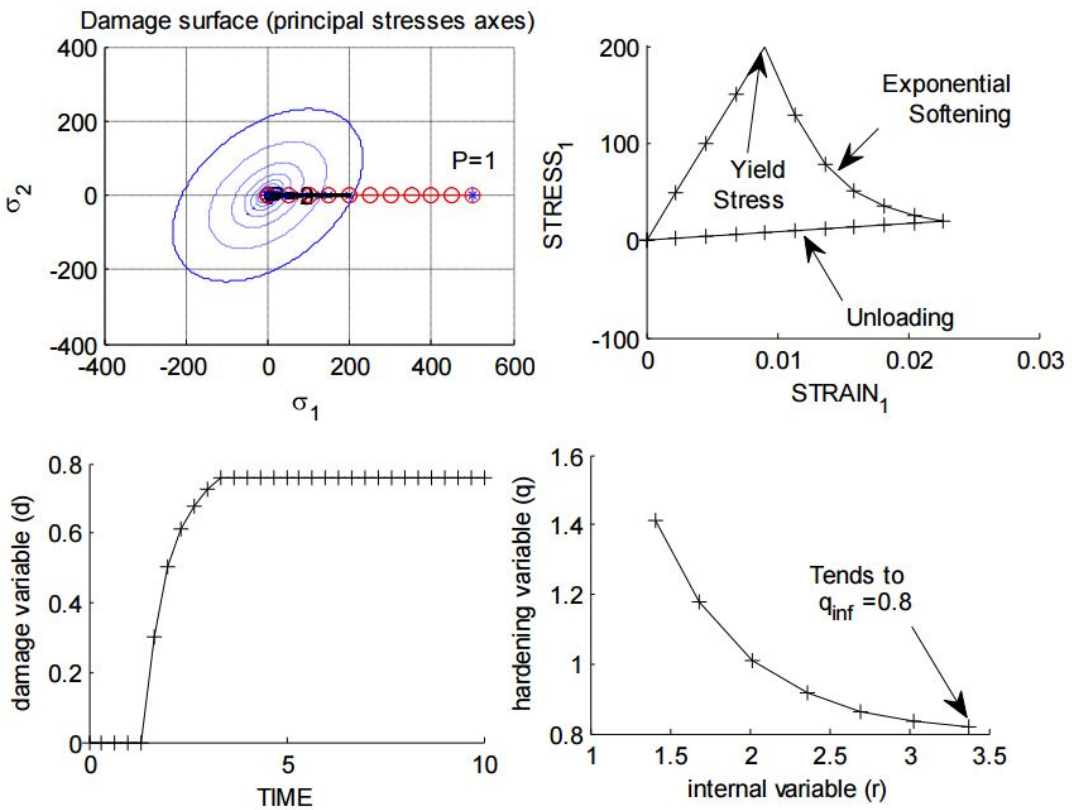 Damage surface (principal stresses axes)
400
200
0
-200
-400
σ2
-400
-200
0
200
400
600
σ1
P=1
200
100
0
-100
STRESS1
Exponential
Softening
Yield
Stress
Unloading
0
0.01
0.02
0.03
STRAIN1
0.8
0.6
0.4
0.2
0
damage variable (d)
0
5
10
TIME
1.6
1.4
1.2
1
0.8
hardening variable (q)
Tends to
qinf =0.8
1
1.5
2
2.5
3
3.5
internal variable (r)